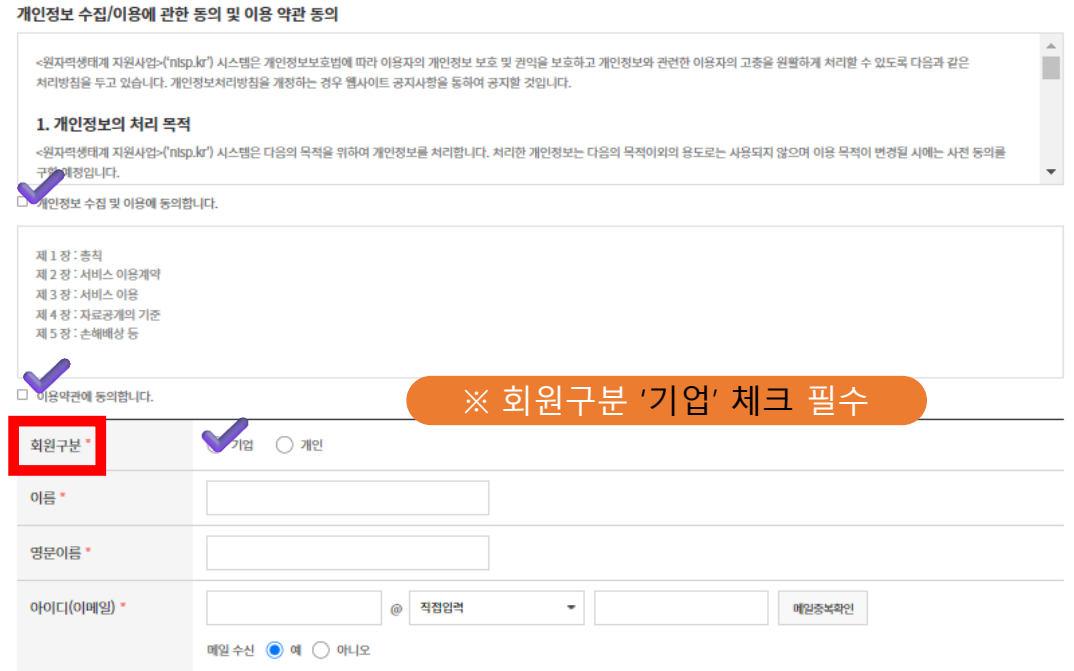 개인정보 수집/이용에 관한 동의 및 이용 약관 동의
<원자력생태계 지원사업>('nisp.kr') 시스템은 개인정보보호법에 따라 이용자의 개인정보 보호 및 권익을 보호하고 개인정보와 관련한 이용자의 고충을 원활하게 처리할 수 있도록 다음과 같은
처리방침을 두고 있습니다. 개인정보처리방침을 개정하는 경우 웹사이트 공지사항을 통하여 공지할 것입니다.
1. 개인정보의 처리 목적
<원자력생태계 지원사업>('nisp.kr') 시스템은 다음의 목적을 위하여 개인정보를 처리합니다. 처리한 개인정보는 다음의 목적이외의 용도로는 사용되지 않으며 이용 목적이 변경될 시에는 사전 동의를
구할 예정입니다.
개인정보 수집 및 이용에 동의합니다.
제 1 장 : 총칙
제 2 장 : 서비스 이용계약
제 3 장 : 서비스 이용
제 4 장 : 자료공개의 기준
제 5 장 : 손해배상 등
이용약관에 동의합니다.
※ 회원구분 '기업' 체크 필수
회원구분 * 기업 개인
이름 *
영문이름 *
아이디(이메일) * @ 직접입력 메일중복확인
메일 수신 예 아니오